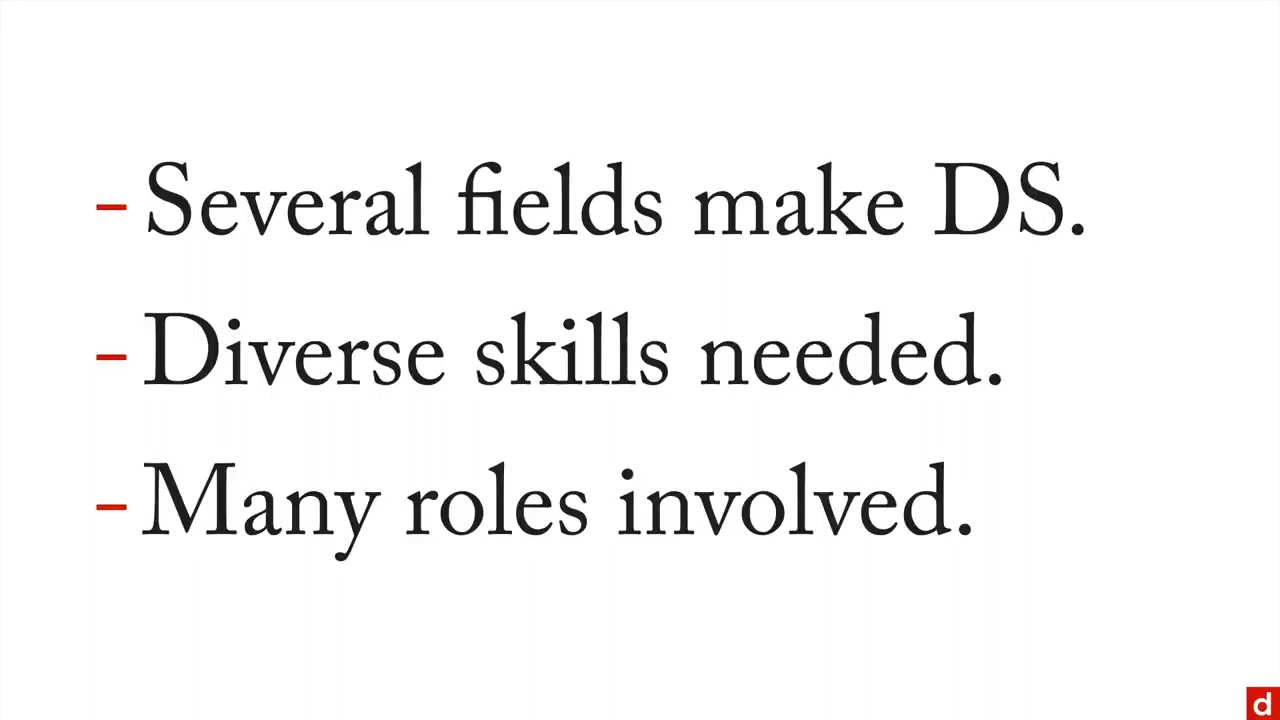 - Several fields make DS.
- Diverse skills needed.
- Many roles involved.
d